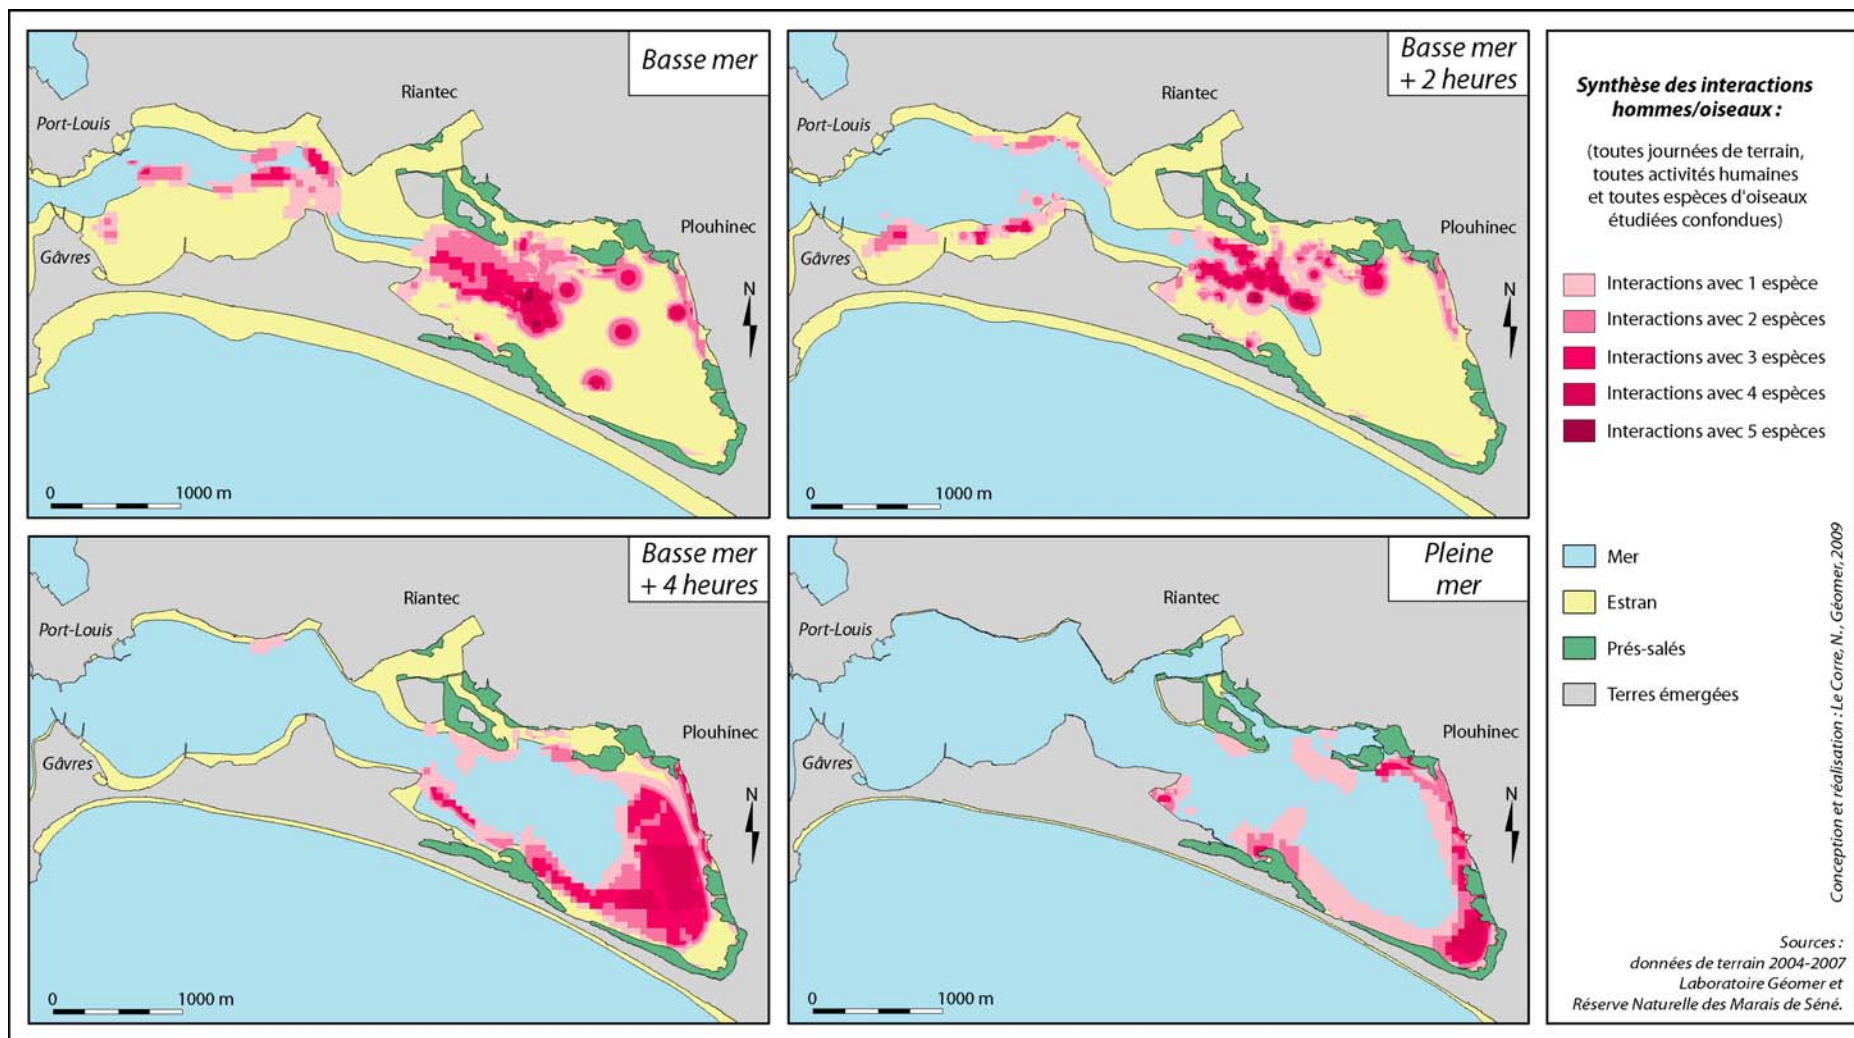 Basse mer
Riantec
Port-Louis
Plouhinec
Gâvres
N
0 1000 m
Basse mer
+ 2 heures
Riantec
Port-Louis
Plouhinec
Gâvres
N
0 1000 m
Basse mer
+ 4 heures
Riantec
Port-Louis
Plouhinec
Gâvres
N
0 1000 m
Pleine
mer
Riantec
Port-Louis
Plouhinec
Gâvres
N
0 1000 m
Synthèse des interactions
hommes/oiseaux :
(toutes journées de terrain,
toutes activités humaines
et toutes espèces d'oiseaux
étudiées confondues)
Interactions avec 1 espèce
Interactions avec 2 espèces
Interactions avec 3 espèces
Interactions avec 4 espèces
Interactions avec 5 espèces
Mer
Estran
Prés-salés
Terres émergées
Conception et réalisation : Le Corre, N., Géomer, 2009
Sources :
données de terrain 2004-2007
Laboratoire Géomer et
Réserve Naturelle des Marais de Séné.